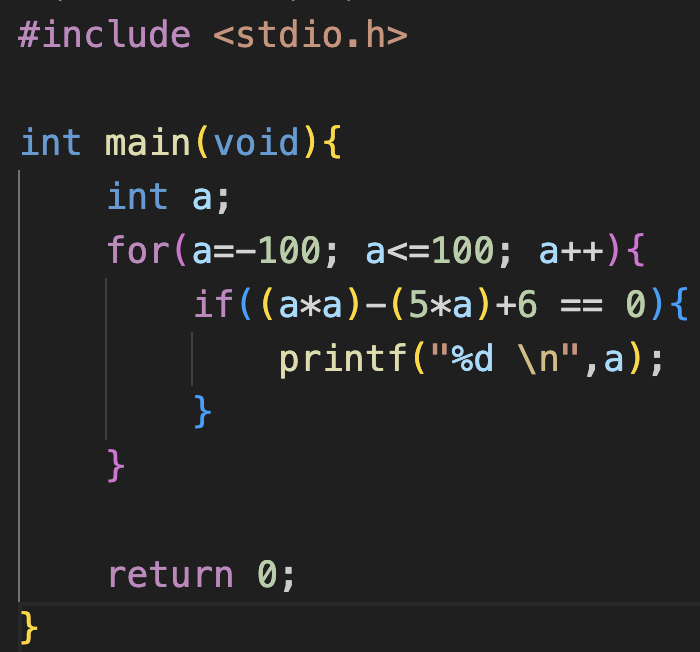 #include <stdio.h>

int main(void){
    int a;
    for(a=-100; a<=100; a++){
        if((a*a)-(5*a)+6 == 0){
            printf("%d \n",a);
        }
    }

    return 0;
}